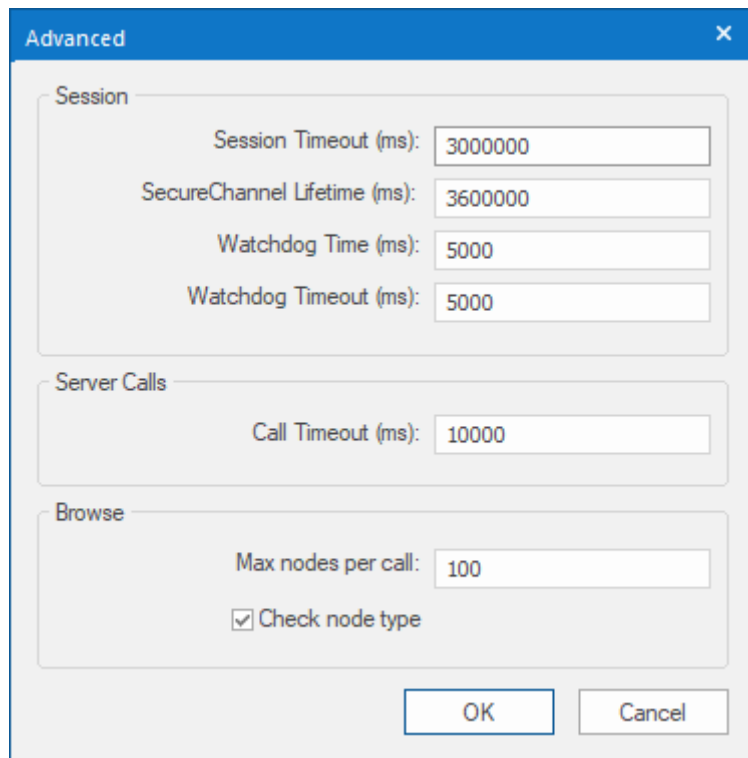 Advanced
Session
Session Timeout (ms): 3000000
SecureChannel Lifetime (ms): 3600000
Watchdog Time (ms): 5000
Watchdog Timeout (ms): 5000
Server Calls
Call Timeout (ms): 10000
Browse
Max nodes per call: 100
Check node type
OK Cancel